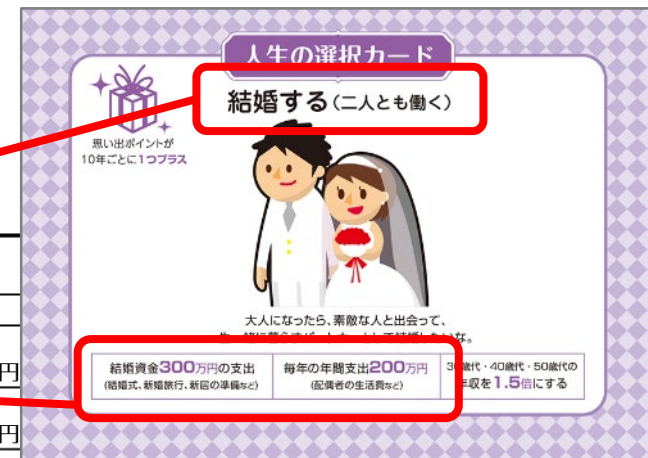 人生の選択カード
結婚する(二人とも働く)
思い出ポイントが
10年ごとに1つプラス
大人になったら、素敵な人と出会って、
な。
結婚資金300万円の支出
(結婚式、新婚旅行、新居の準備など)
毎年の年間支出200万円
(配偶者の生活費など)
歳代・40歳代・50歳代の
収を1.5倍にする
円
円